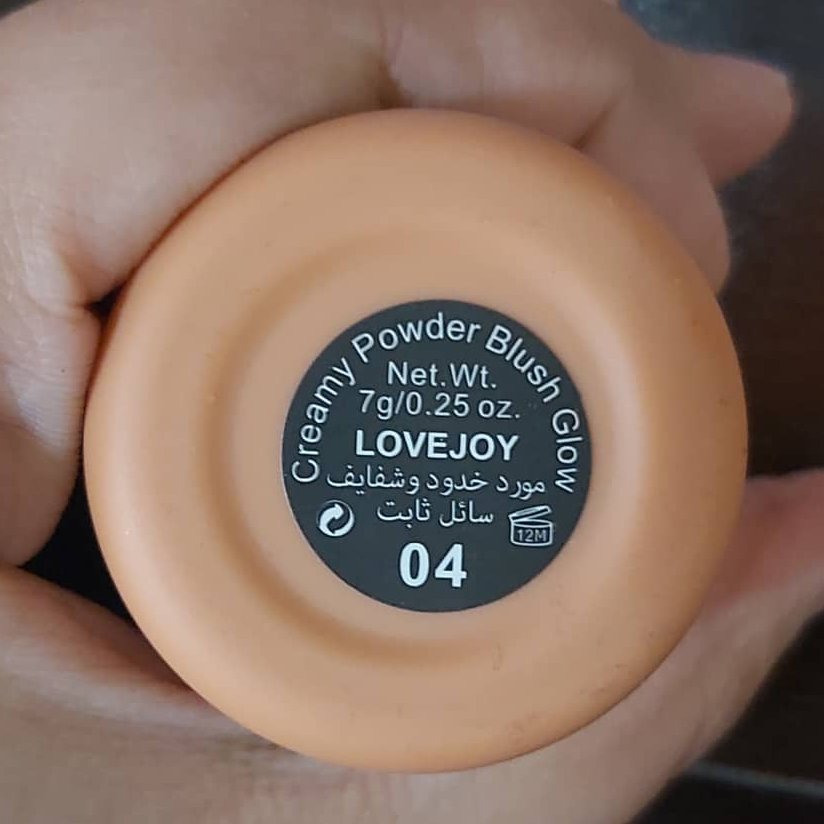 Creamy Powder Blush Glow
Net.Wt.
7g/0.25 oz.
LOVEJOY
مورد خدود وشفايف
سائل ثابت
12M
04